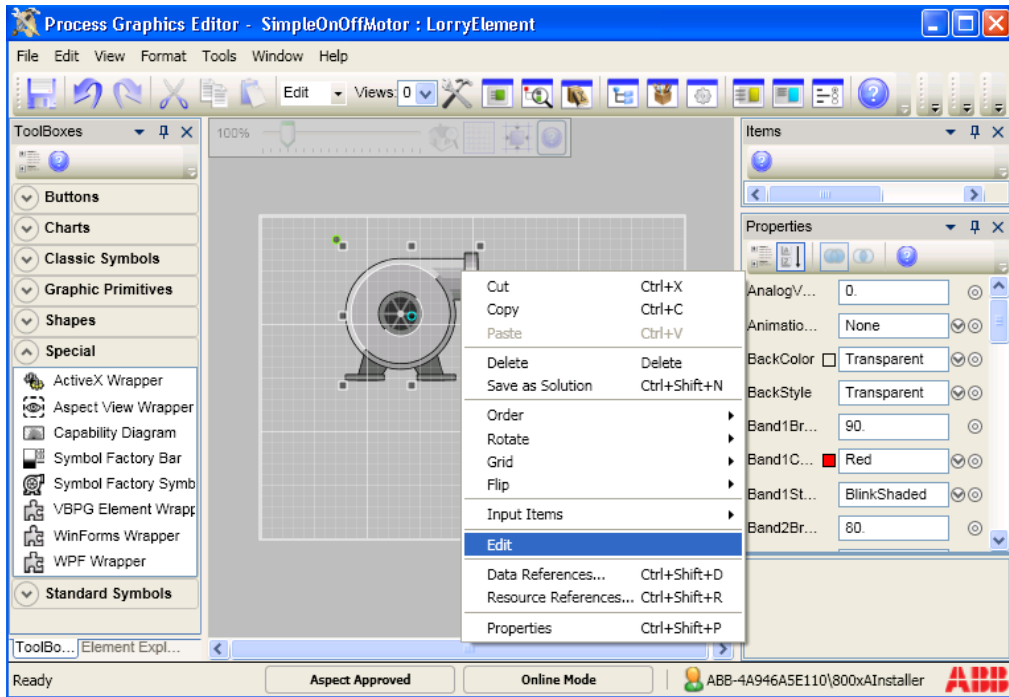 Process Graphics Editor - SimpleOnOffMotor : LorryElement
File Edit View Format Tools Window Help
Edit Views: 0
ToolBoxes
100%
Items
Buttons
Charts
Classic Symbols
Graphic Primitives
Shapes
Special
ActiveX Wrapper
Aspect View Wrapper
Capability Diagram
Symbol Factory Bar
Symbol Factory Symb
VBPG Element Wrapp
WinForms Wrapper
WPF Wrapper
Standard Symbols
ToolBo... Element Expl...
Cut Ctrl+X
Copy Ctrl+C
Paste Ctrl+V
Delete Delete
Save as Solution Ctrl+Shift+N
Order
Rotate
Grid
Flip
Input Items
Edit
Data References... Ctrl+Shift+D
Resource References... Ctrl+Shift+R
Properties Ctrl+Shift+P
Properties
AnalogV... 0.
Animatio... None
BackColor Transparent
BackStyle Transparent
Band1Br... 90.
Band1C... Red
Band1St... BlinkShaded
Band2Br... 80.
Ready Aspect Approved Online Mode ABB-4A946A5E110\800xAInstaller ABB